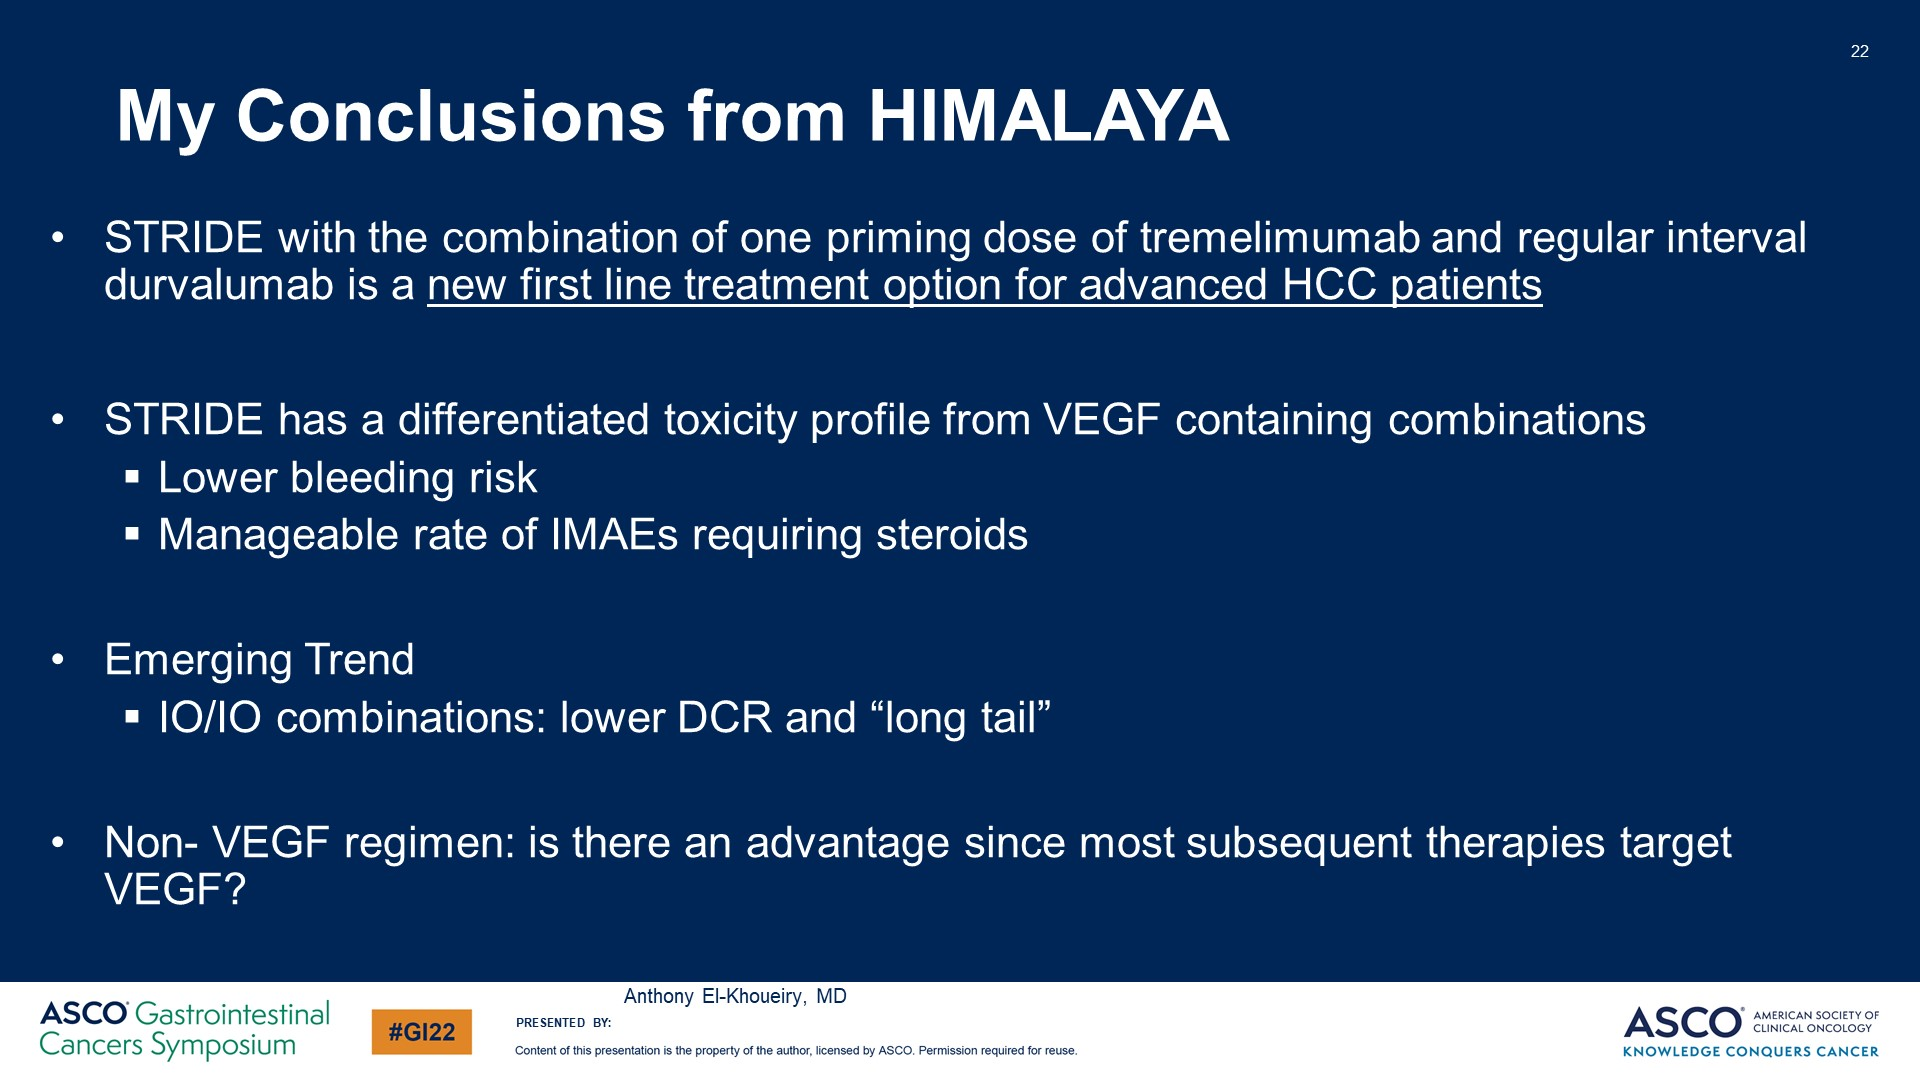 22
My Conclusions from HIMALAYA
• STRIDE with the combination of one priming dose of tremelimumab and regular interval
durvalumab is a new first line treatment option for advanced HCC patients
• STRIDE has a differentiated toxicity profile from VEGF containing combinations
▪ Lower bleeding risk
▪ Manageable rate of IMAEs requiring steroids
• Emerging Trend
▪ IO/IO combinations: lower DCR and “long tail”
• Non- VEGF regimen: is there an advantage since most subsequent therapies target
VEGF?
ASCO® Gastrointestinal
Cancers Symposium
#GI22
Anthony El-Khoueiry, MD
PRESENTED BY:
Content of this presentation is the property of the author, licensed by ASCO. Permission required for reuse.
ASCO® AMERICAN SOCIETY OF
CLINICAL ONCOLOGY
KNOWLEDGE CONQUERS CANCER